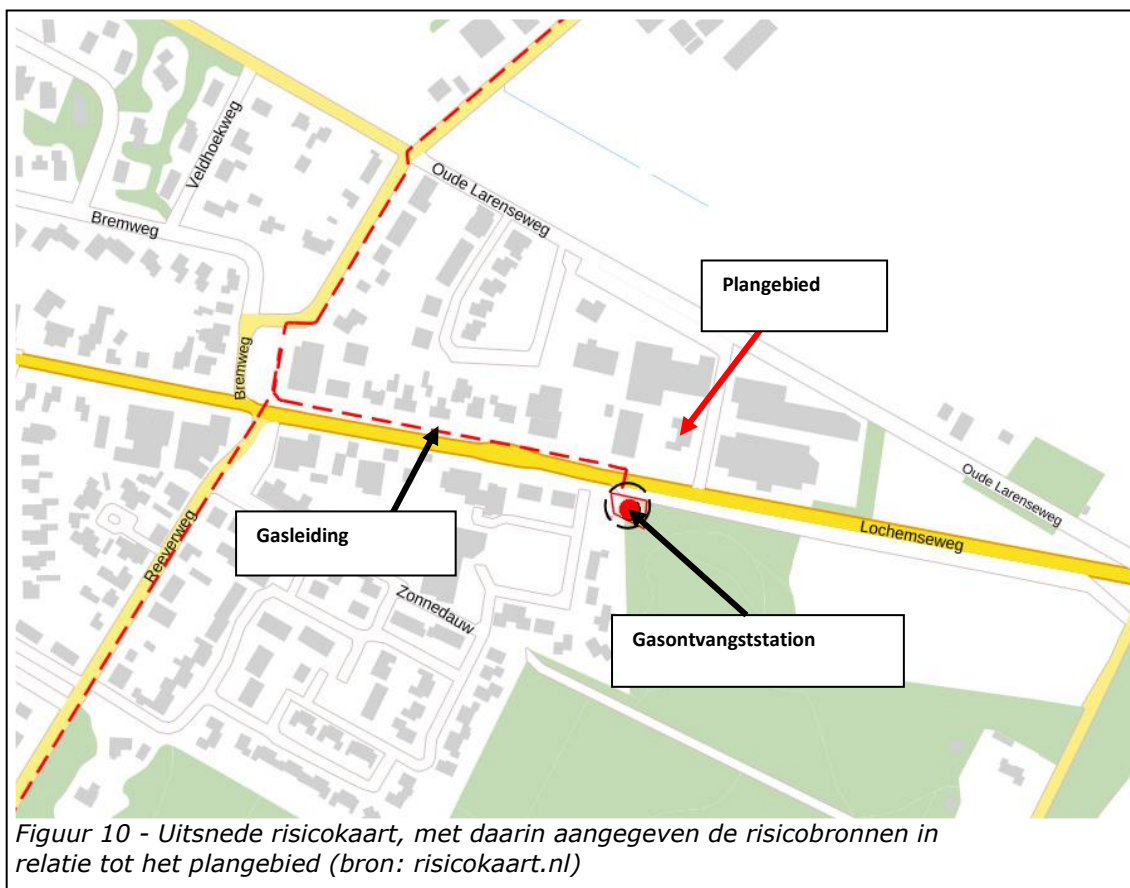 Veldhoekweg
Oude Larenseweg
Bremweg
Plangebied
Bremweg
Gasleiding
Reeverweg
Zonnedauw
Lochemseweg
Oude Larenseweg
Gasontvangststation
Figuur 10 - Uitsnede risicokaart, met daarin aangegeven de risicobronnen in
relatie tot het plangebied (bron: risicokaart.nl)